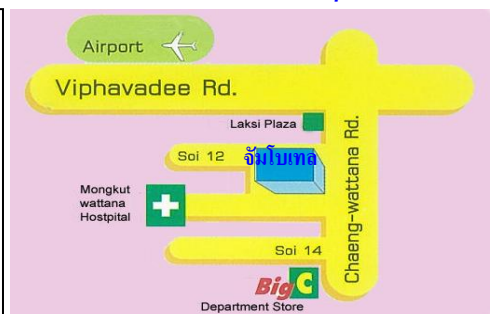 Airport
Viphavadee Rd.
Laksi Plaza
Chaeng-wattana Rd.
Soi 12
จัมโบเทล
Mongkut
wattana
Hostpital
Soi 14
Big C
Department Store